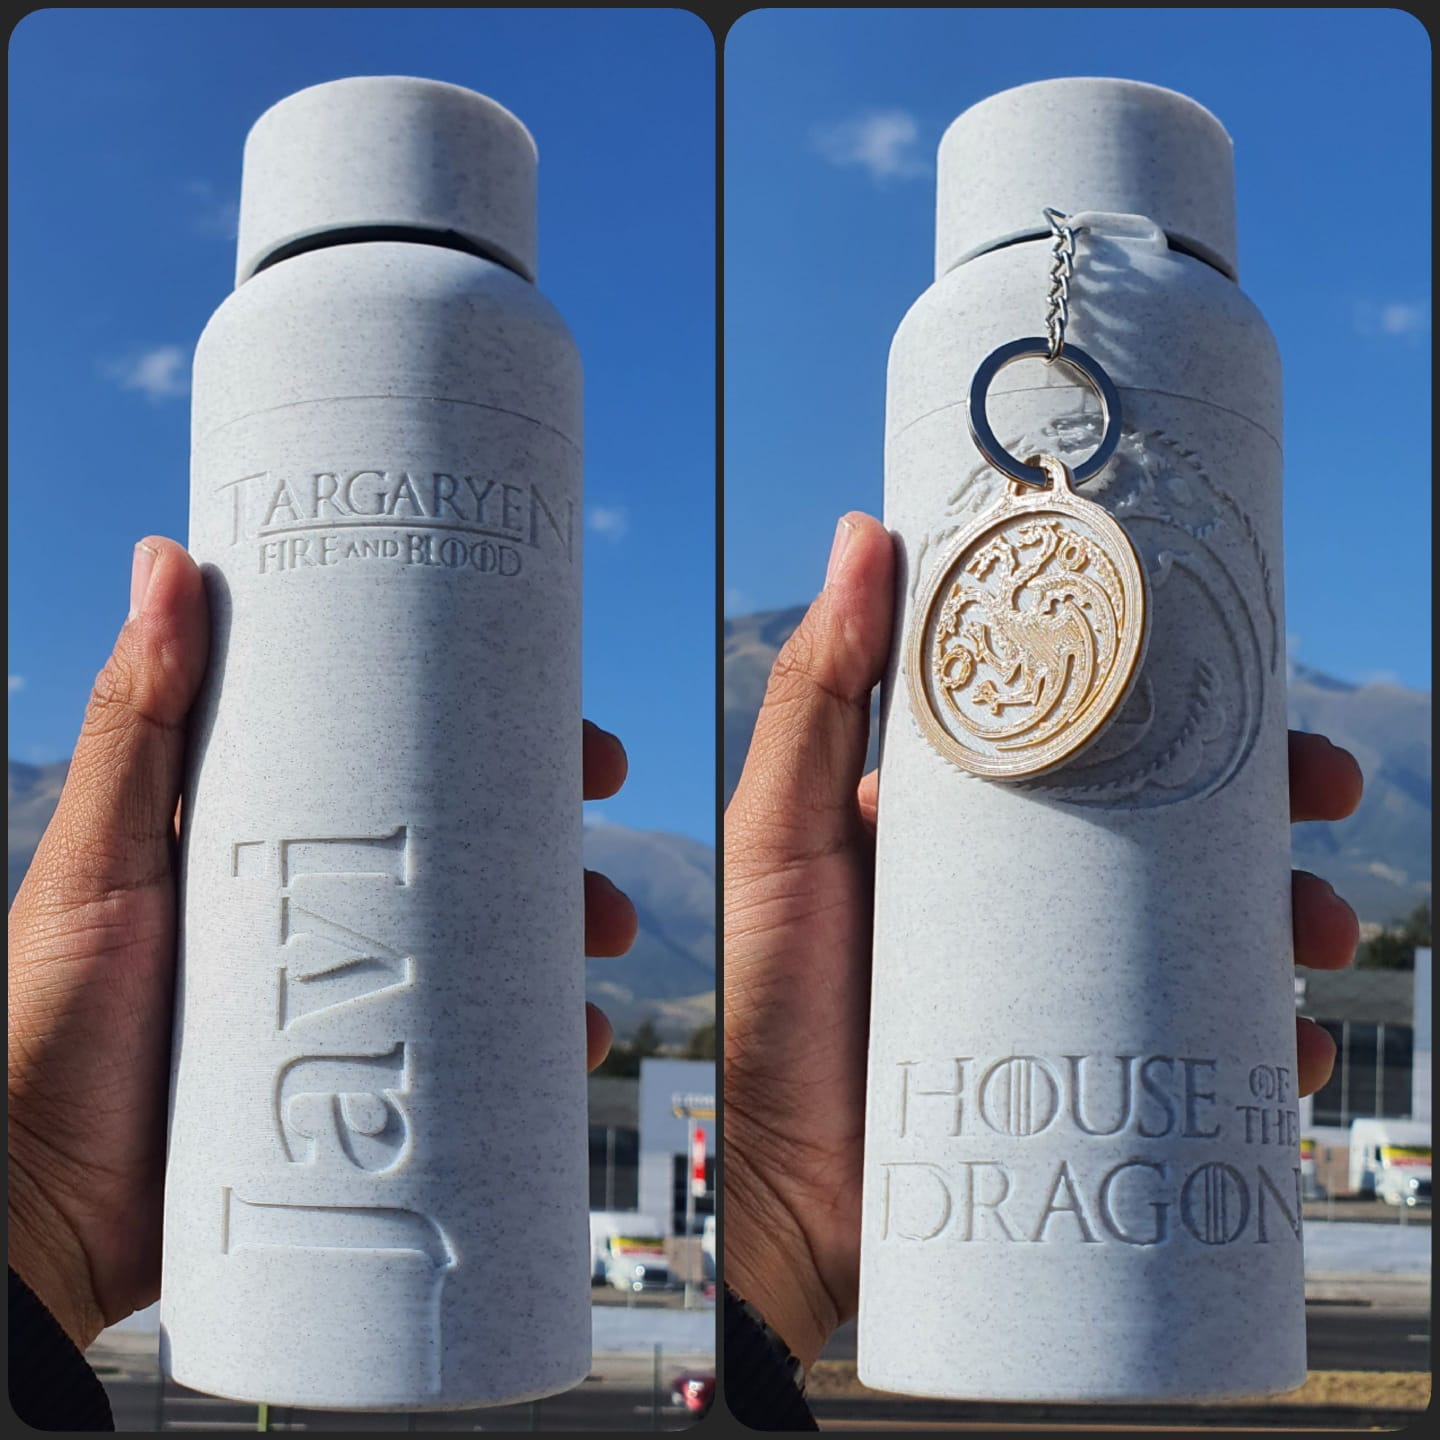 TARGARYEN
FIRE AND BLOOD
Javi
HOUSE OF THE
DRAGON